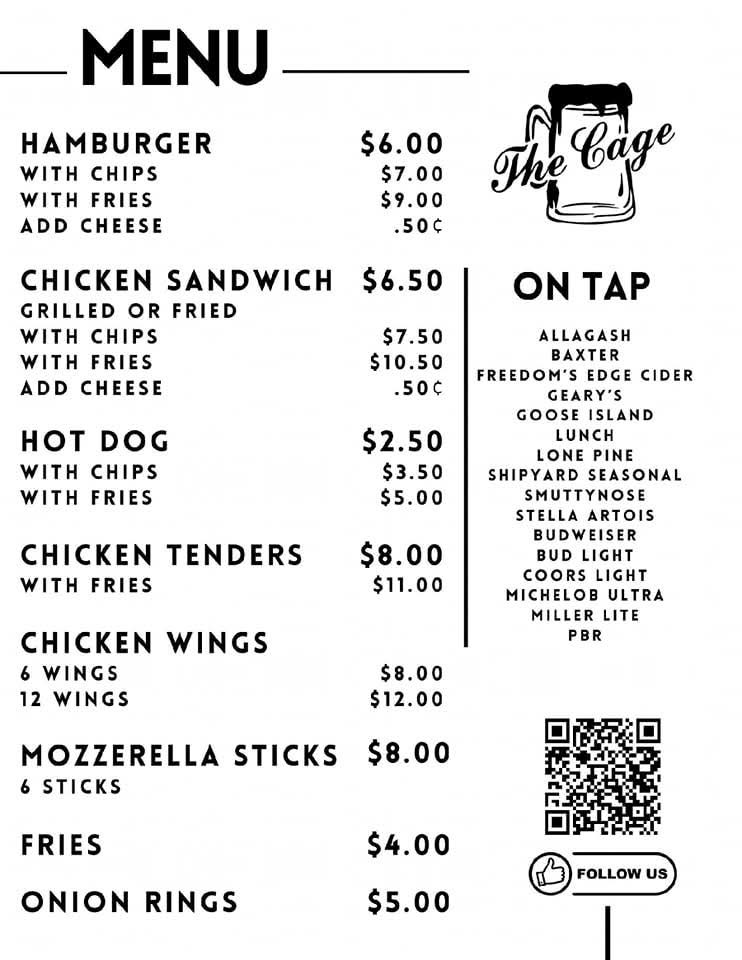 MENU
HAMBURGER $6.00
WITH CHIPS $7.00
WITH FRIES $9.00
ADD CHEESE .50¢
CHICKEN SANDWICH $6.50
GRILLED OR FRIED
WITH CHIPS $7.50
WITH FRIES $10.50
ADD CHEESE .50¢
HOT DOG $2.50
WITH CHIPS $3.50
WITH FRIES $5.00
CHICKEN TENDERS $8.00
WITH FRIES $11.00
CHICKEN WINGS
6 WINGS $8.00
12 WINGS $12.00
MOZZERELLA STICKS $8.00
6 STICKS
FRIES $4.00
ONION RINGS $5.00
The Cage
ON TAP
ALLAGASH
BAXTER
FREEDOM'S EDGE CIDER
GEARY'S
GOOSE ISLAND
LUNCH
LONE PINE
SHIPYARD SEASONAL
SMUTTYNOSE
STELLA ARTOIS
BUDWEISER
BUD LIGHT
COORS LIGHT
MICHELOB ULTRA
MILLER LITE
PBR
FOLLOW US